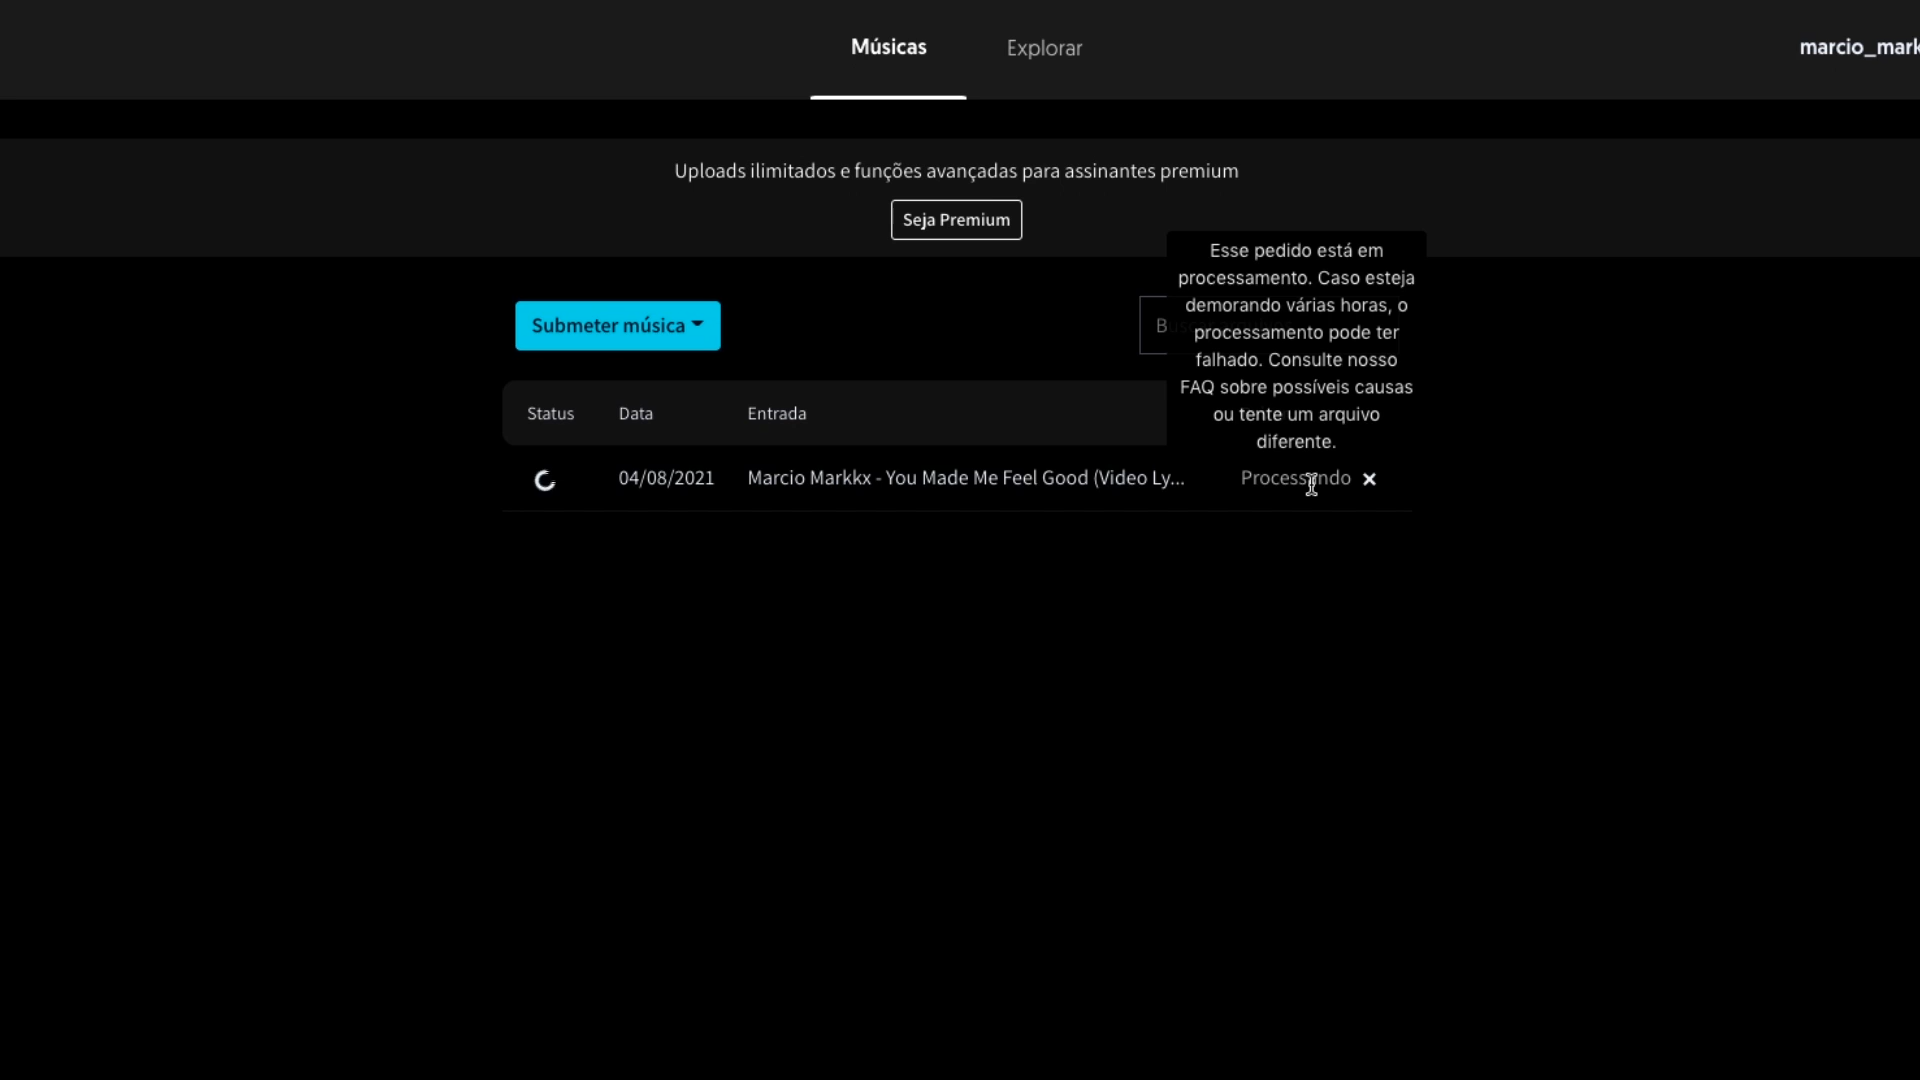 Músicas
Explorar
marcio_mark
Uploads ilimitados e funções avançadas para assinantes premium
Seja Premium
Esse pedido está em
processamento. Caso esteja
demorando várias horas, o
processamento pode ter
falhado. Consulte nosso
FAQ sobre possíveis causas
ou tente um arquivo
diferente.
Submeter música
Status
Data
Entrada
04/08/2021
Marcio Markkx - You Made Me Feel Good (Video Ly...
Processando